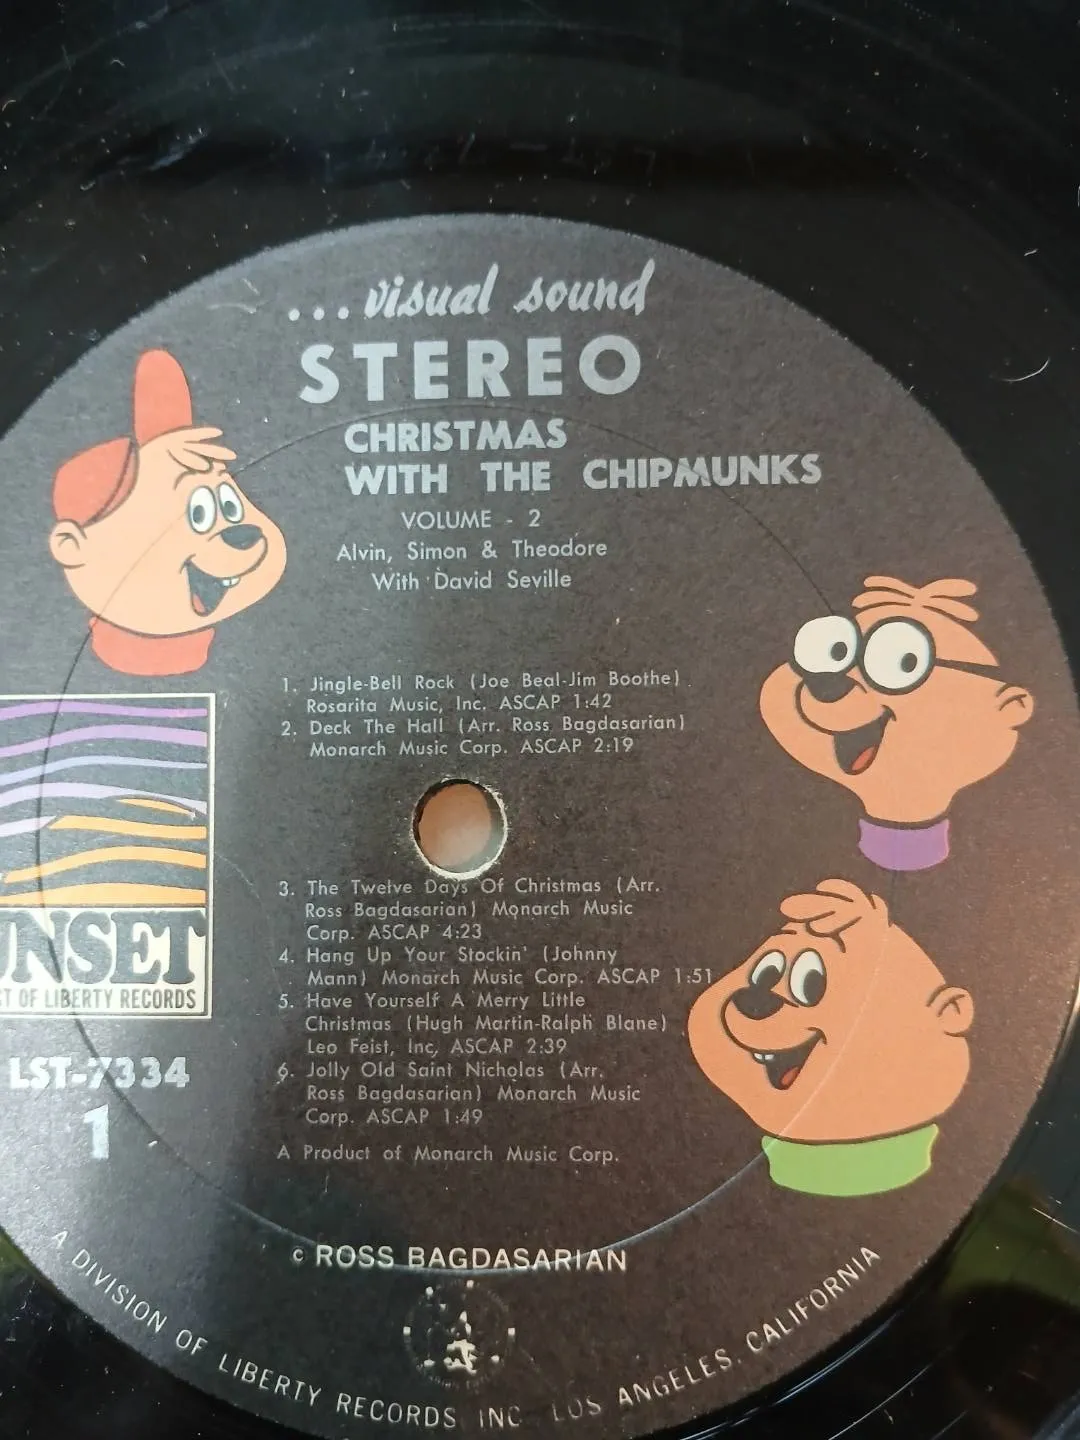 ...visual sound
STEREO
CHRISTMAS
WITH THE CHIPMUNKS
VOLUME - 2
Alvin, Simon & Theodore
With David Seville
1. Jingle-Bell Rock (Joe Beal-Jim Boothe)
Rosarita Music, Inc. ASCAP 1:42
2. Deck The Hall (Arr. Ross Bagdasarian)
Monarch Music Corp. ASCAP 2:19
3. The Twelve Days Of Christmas (Arr.
Ross Bagdasarian) Monarch Music
Corp. ASCAP 4:23
4. Hang Up Your Stockin' (Johnny
Mann) Monarch Music Corp. ASCAP 1:51
5. Have Yourself A Merry Little
Christmas (Hugh Martin-Ralph Blane)
Leo Feist, Inc, ASCAP 2:39
6. Jolly Old Saint Nicholas (Arr.
Ross Bagdasarian) Monarch Music
Corp. ASCAP 1:49
A Product of Monarch Music Corp.
UNSET
CT OF LIBERTY RECORDS
LST-7334
1
© ROSS BAGDASARIAN
A DIVISION OF LIBERTY RECORDS INC LOS ANGELES, CALIFORNIA